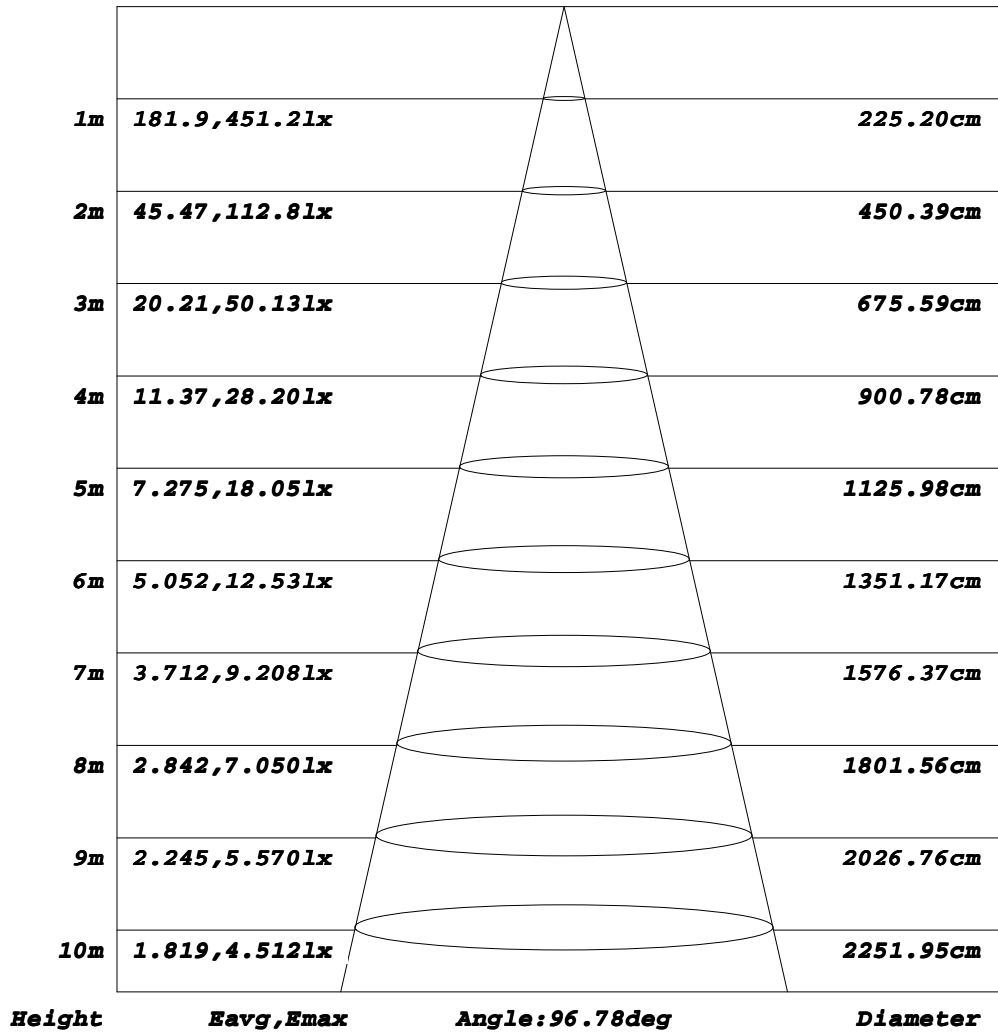 1m 181.9,451.2lx 225.20cm
2m 45.47,112.8lx 450.39cm
3m 20.21,50.13lx 675.59cm
4m 11.37,28.20lx 900.78cm
5m 7.275,18.05lx 1125.98cm
6m 5.052,12.53lx 1351.17cm
7m 3.712,9.208lx 1576.37cm
8m 2.842,7.050lx 1801.56cm
9m 2.245,5.570lx 2026.76cm
10m 1.819,4.512lx 2251.95cm
Height Eavg,Emax Angle:96.78deg Diameter